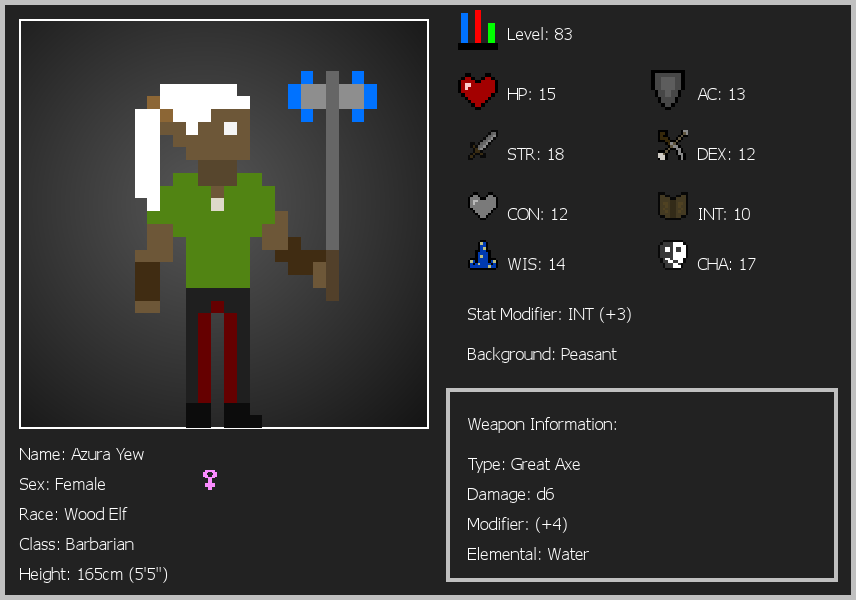 Level: 83
HP: 15
AC: 13
STR: 18
DEX: 12
CON: 12
INT: 10
WIS: 14
CHA: 17
Stat Modifier: INT (+3)
Background: Peasant
Name: Azura Yew
Sex: Female
Race: Wood Elf
Class: Barbarian
Height: 165cm (5'5")
Weapon Information:
Type: Great Axe
Damage: d6
Modifier: (+4)
Elemental: Water